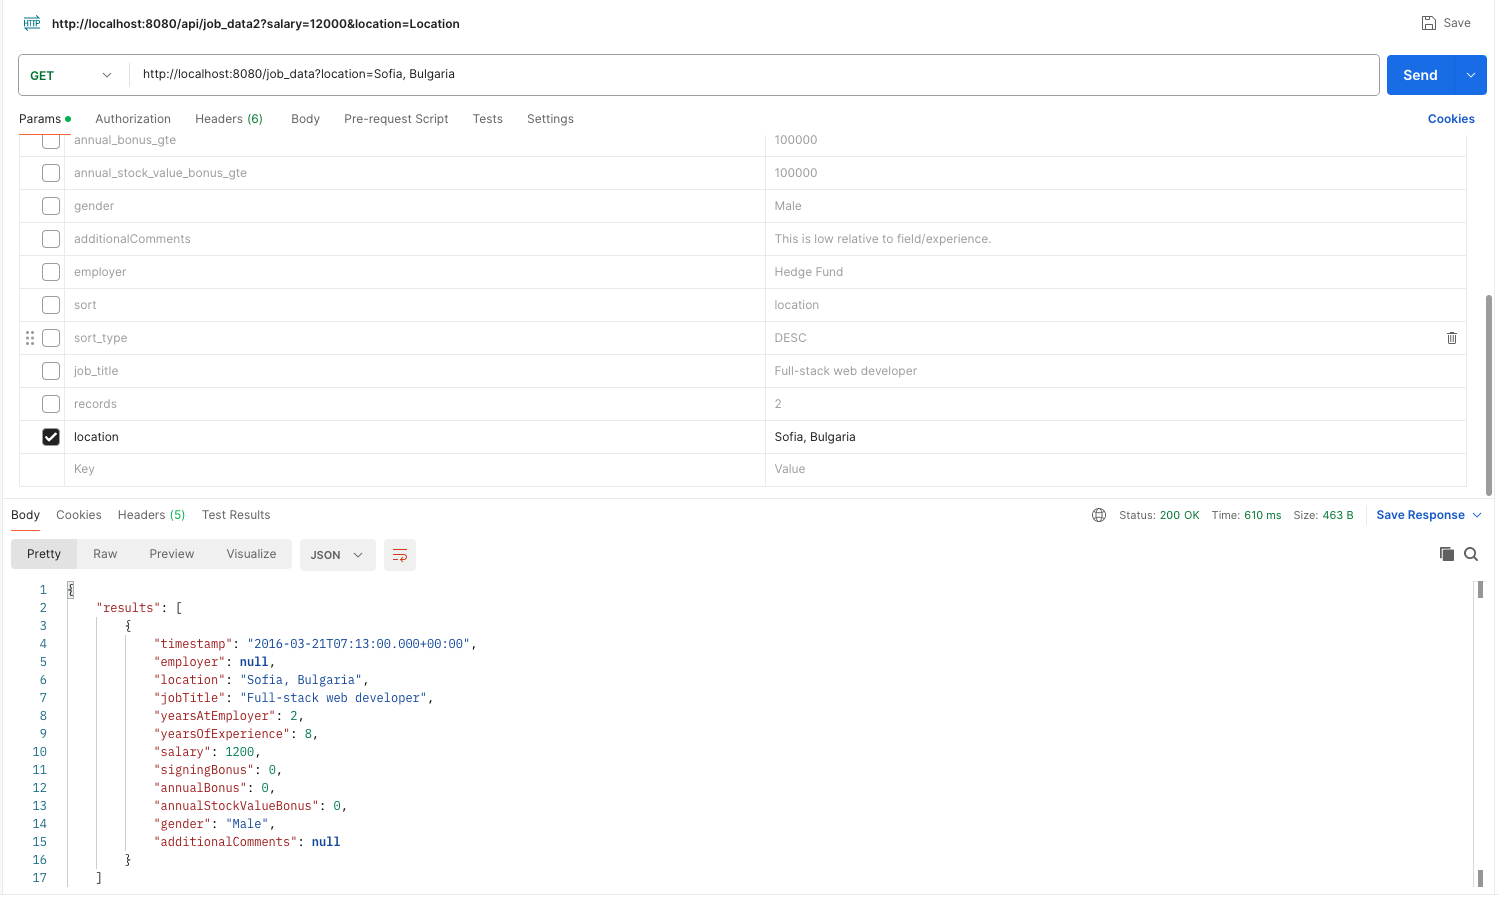 HTTP http://localhost:8080/api/job_data2?salary=12000&location=Location Save
GET http://localhost:8080/job_data?location=Sofia, Bulgaria Send
Params Authorization Headers (6) Body Pre-request Script Tests Settings Cookies
annual_bonus_gte 100000
annual_stock_value_bonus_gte 100000
gender Male
additionalComments This is low relative to field/experience.
employer Hedge Fund
sort location
sort_type DESC
job_title Full-stack web developer
records 2
location Sofia, Bulgaria
Key Value
Body Cookies Headers (5) Test Results Status: 200 OK Time: 610 ms Size: 463 B Save Response
Pretty Raw Preview Visualize JSON
1 {
2 "results": [
3 {
4 "timestamp": "2016-03-21T07:13:00.000+00:00",
5 "employer": null,
6 "location": "Sofia, Bulgaria",
7 "jobTitle": "Full-stack web developer",
8 "yearsAtEmployer": 2,
9 "yearsOfExperience": 8,
10 "salary": 1200,
11 "signingBonus": 0,
12 "annualBonus": 0,
13 "annualStockValueBonus": 0,
14 "gender": "Male",
15 "additionalComments": null
16 }
17 ]